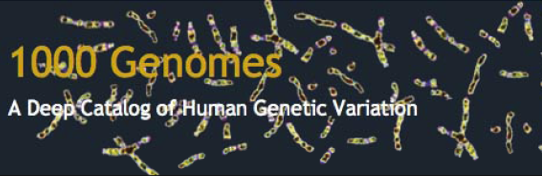 1000 Genomes
A Deep Catalog of Human Genetic Variation